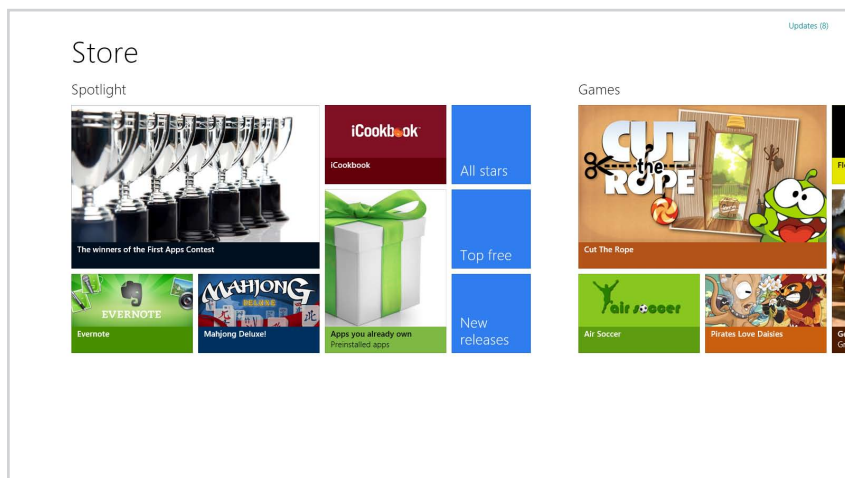 Updates (8)
Store
Spotlight
The winners of the First Apps Contest
EVERNOTE
Evernote
MAHJONG
DELUXE
Mahjong Deluxe!
iCookbook
iCookbook
Apps you already own
Preinstalled apps
All stars
Top free
New
releases
Games
CUT
the
ROPE
Cut The Rope
air soccer
Air Soccer
Pirates Love Daisies